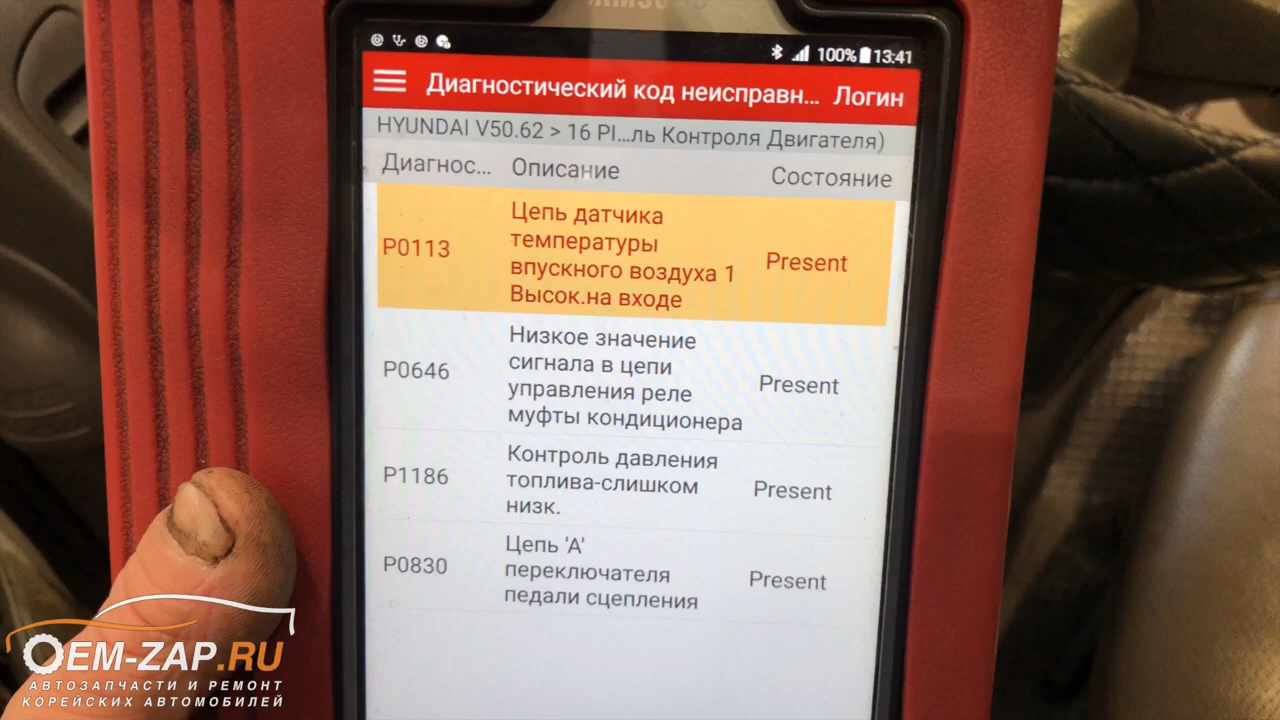 100% 13:41
Диагностический код неисправн... Логин
HYUNDAI V50.62 > 16 PI...ль Контроля Двигателя)
Диагнос... Описание Состояние
P0113 Цепь датчика температуры впускного воздуха 1 Высок.на входе Present
P0646 Низкое значение сигнала в цепи управления реле муфты кондиционера Present
P1186 Контроль давления топлива-слишком низк. Present
P0830 Цепь 'A' переключателя педали сцепления Present
OEM-ZAP.RU
АВТОЗАПЧАСТИ И РЕМОНТ
КОРЕЙСКИХ АВТОМОБИЛЕЙ